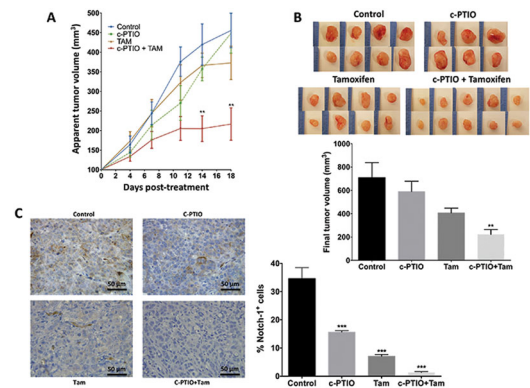 A
500
450
400
350
300
250
200
150
100
Apparent tumor volume (mm³)
0 2 4 6 8 10 12 14 16 18
Days post-treatment
Control
c-PTIO
TAM
c-PTIO + TAM
**
**
B
Control
c-PTIO
Tamoxifen
c-PTIO + Tamoxifen
Final tumor volume (mm³)
1000
800
600
400
200
0
**
Control
c-PTIO
Tam
c-PTIO+Tam
C
Control
C-PTIO
50 µm
50 µm
50 µm
50 µm
Tam
C-PTIO+Tam
% Notch-1⁺ cells
50
40
30
20
10
0
***
***
***
Control
c-PTIO
Tam
c-PTIO+Tam